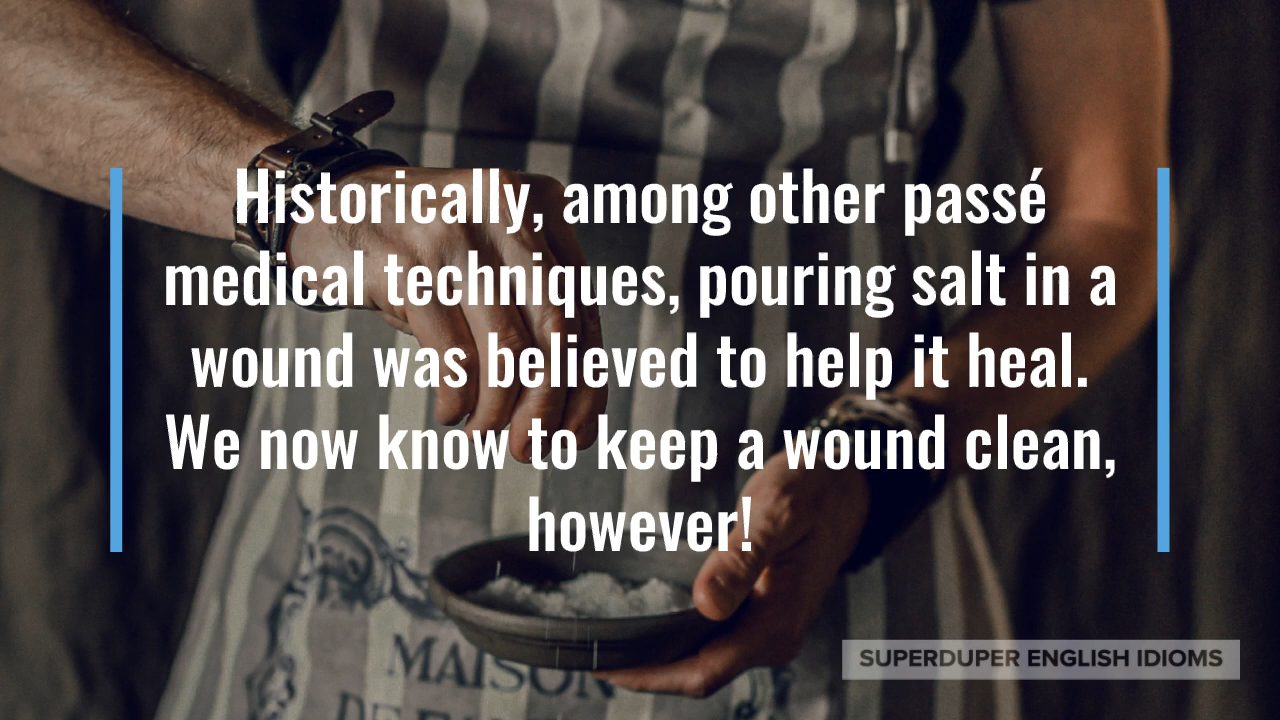 Historically, among other passé
medical techniques, pouring salt in a
wound was believed to help it heal.
We now know to keep a wound clean,
however!
MAISON
SUPERDUPER ENGLISH IDIOMS